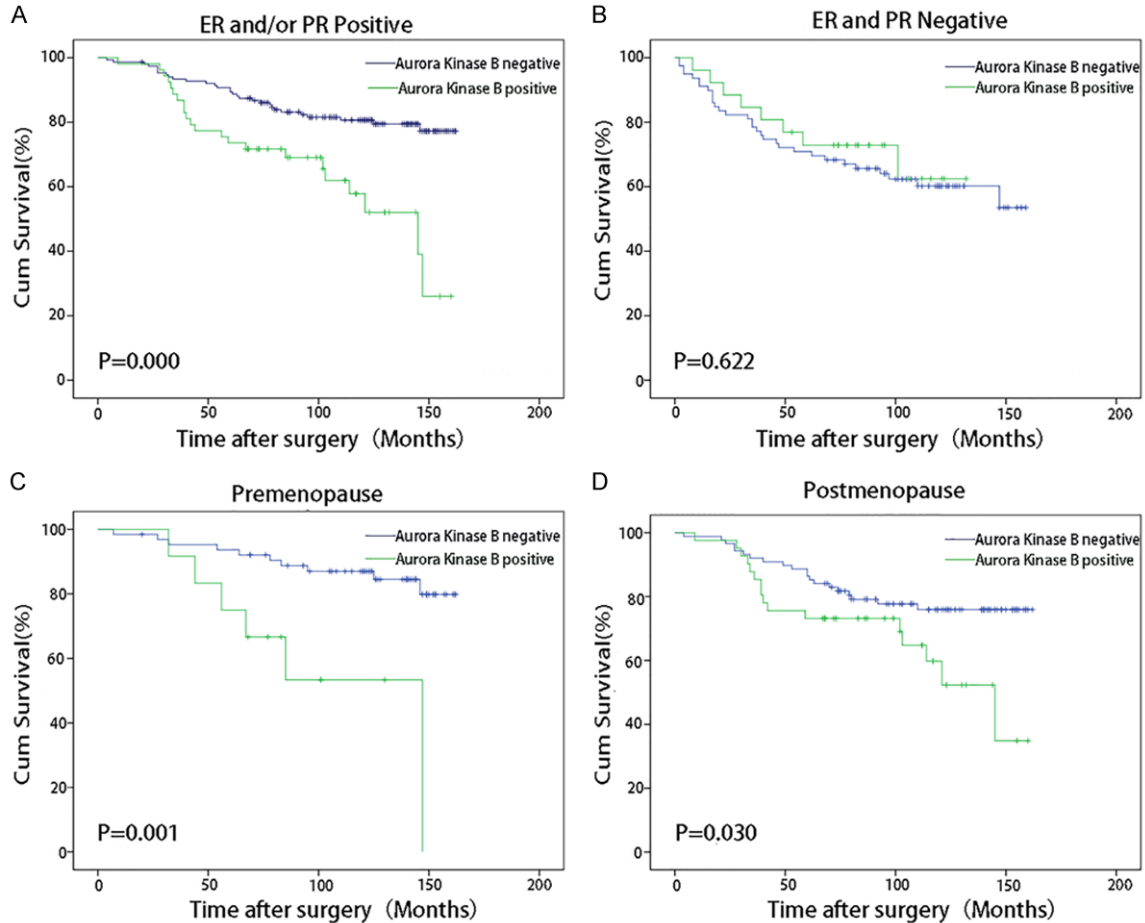 A
ER and/or PR Positive
Aurora Kinase B negative
Aurora Kinase B positive
100
80
60
40
20
0
Cum Survival(%)
P=0.000
0 50 100 150 200
Time after surgery (Months)
B
ER and PR Negative
Aurora Kinase B negative
Aurora Kinase B positive
100
80
60
40
20
0
Cum Survival(%)
P=0.622
0 50 100 150 200
Time after surgery (Months)
C
Premenopause
Aurora Kinase B negative
Aurora Kinase B positive
100
80
60
40
20
0
Cum Survival(%)
P=0.001
0 50 100 150 200
Time after surgery (Months)
D
Postmenopause
Aurora Kinase B negative
Aurora Kinase B positive
100
80
60
40
20
0
Cum Survival(%)
P=0.030
0 50 100 150 200
Time after surgery (Months)